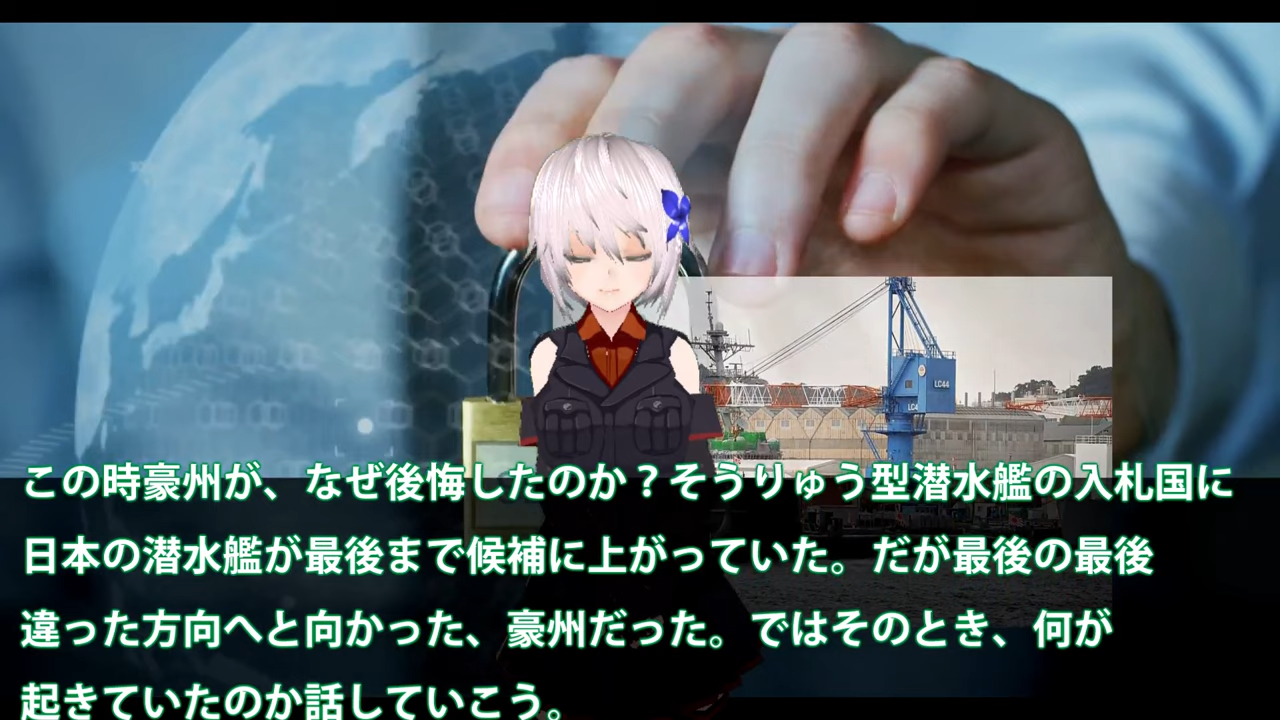 LC44
LC4
この時豪州が、なぜ後悔したのか？そうりゅう型潜水艦の入札国に
日本の潜水艦が最後まで候補に上がっていた。だが最後の最後
違った方向へと向かった、豪州だった。ではそのとき、何が
起きていたのか話していこう。